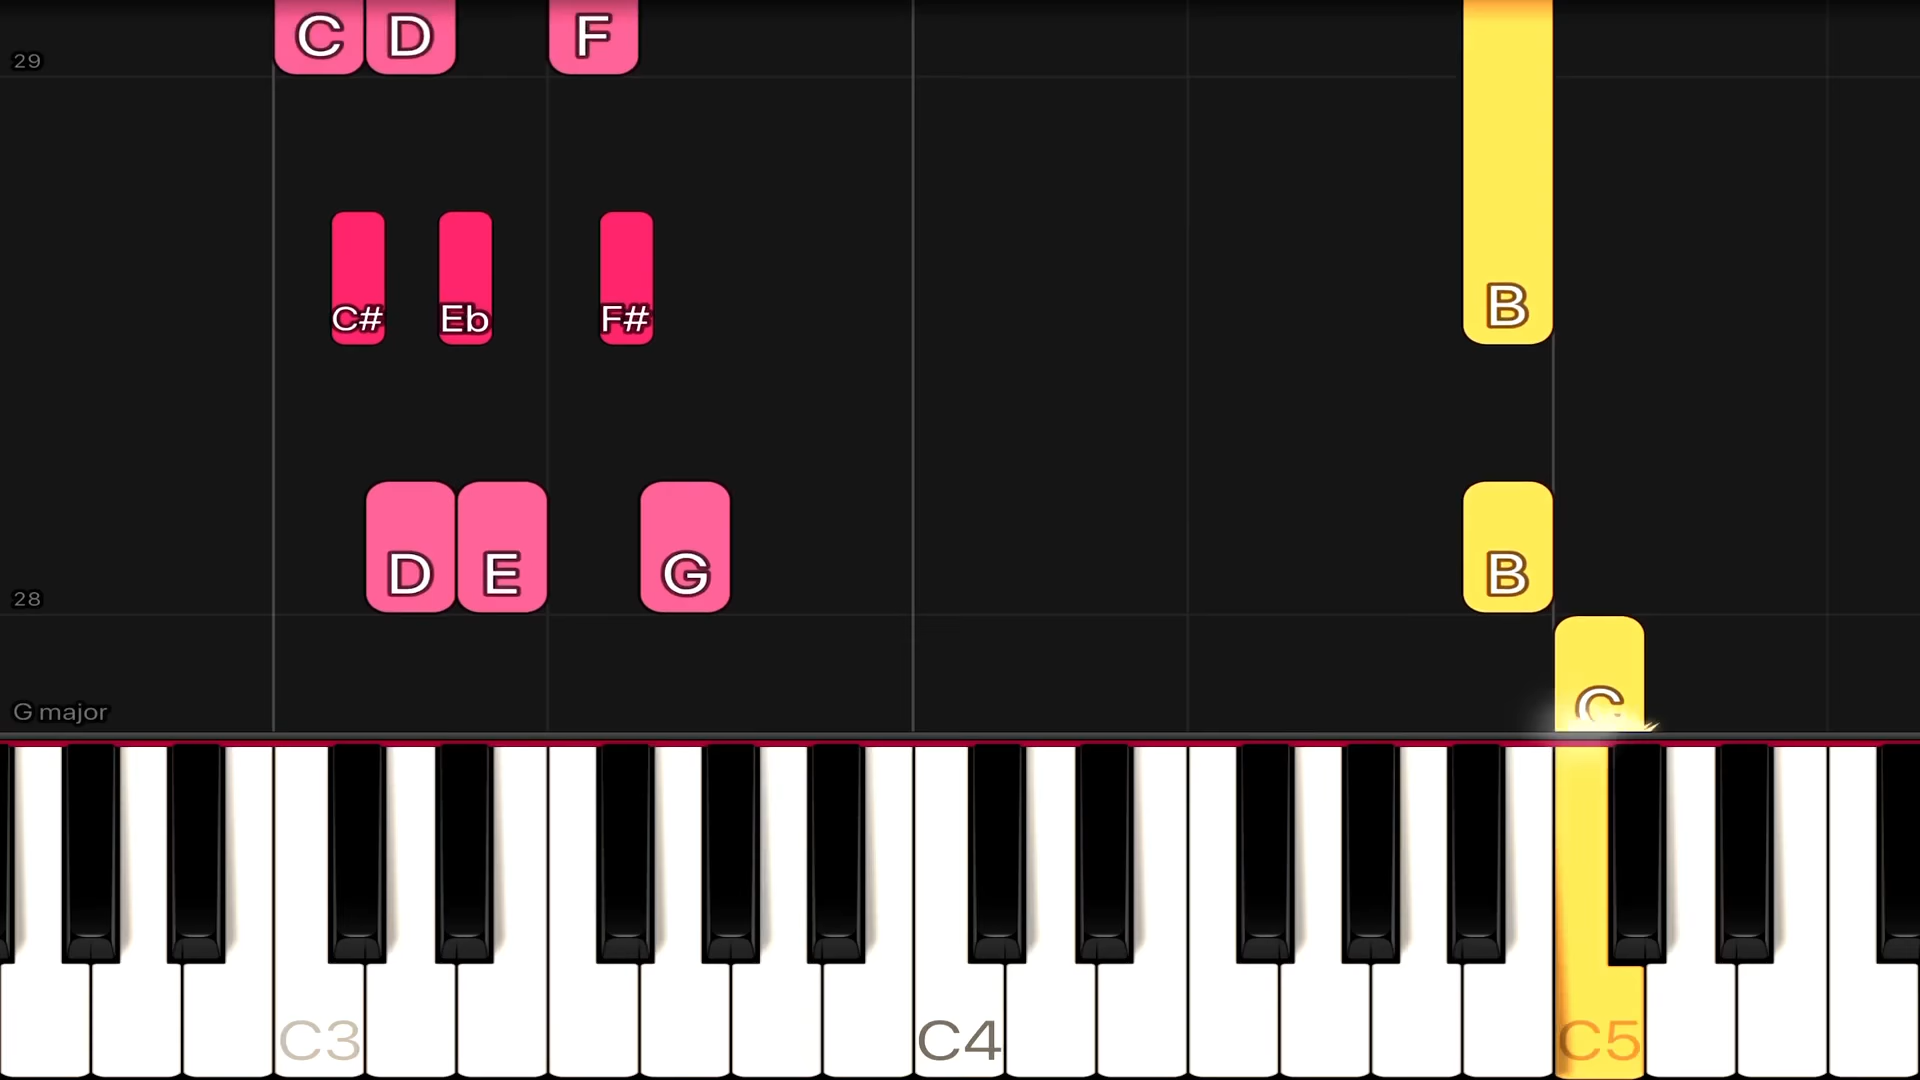 C D F
29
C# Eb F# B
D E G B
28
C
G major
C3 C4 C5